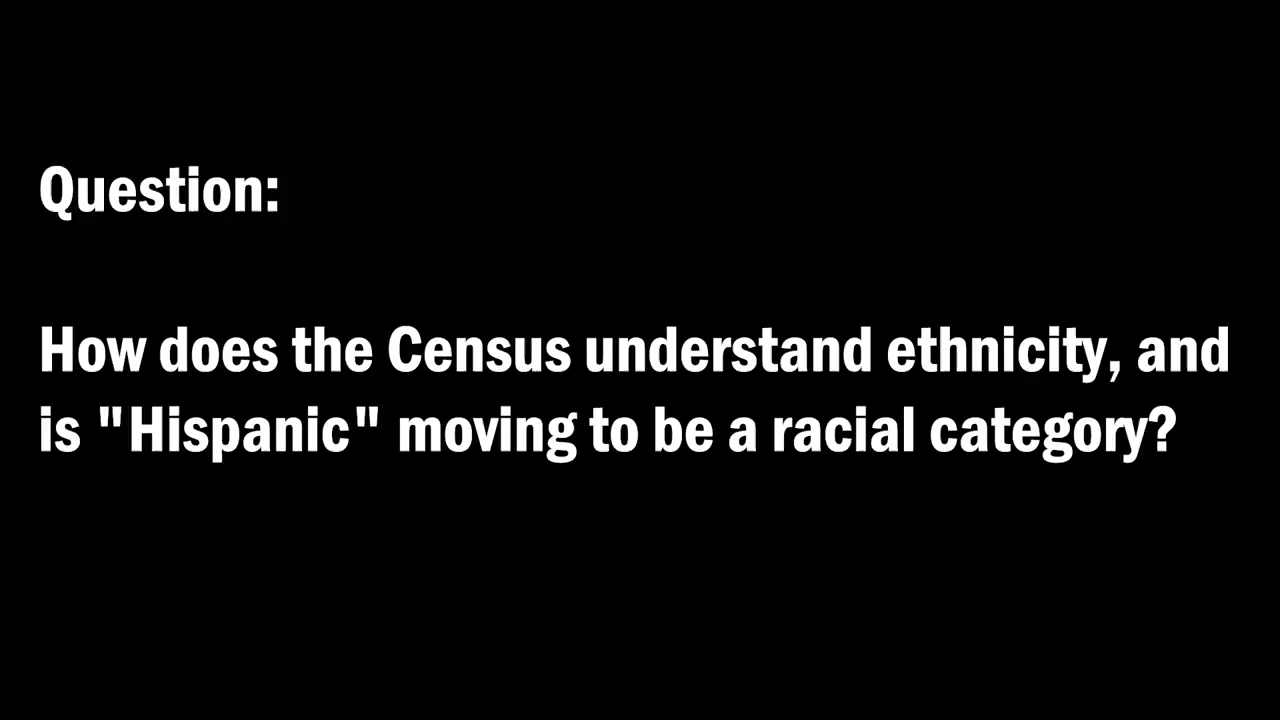 Question:
How does the Census understand ethnicity, and
is "Hispanic" moving to be a racial category?